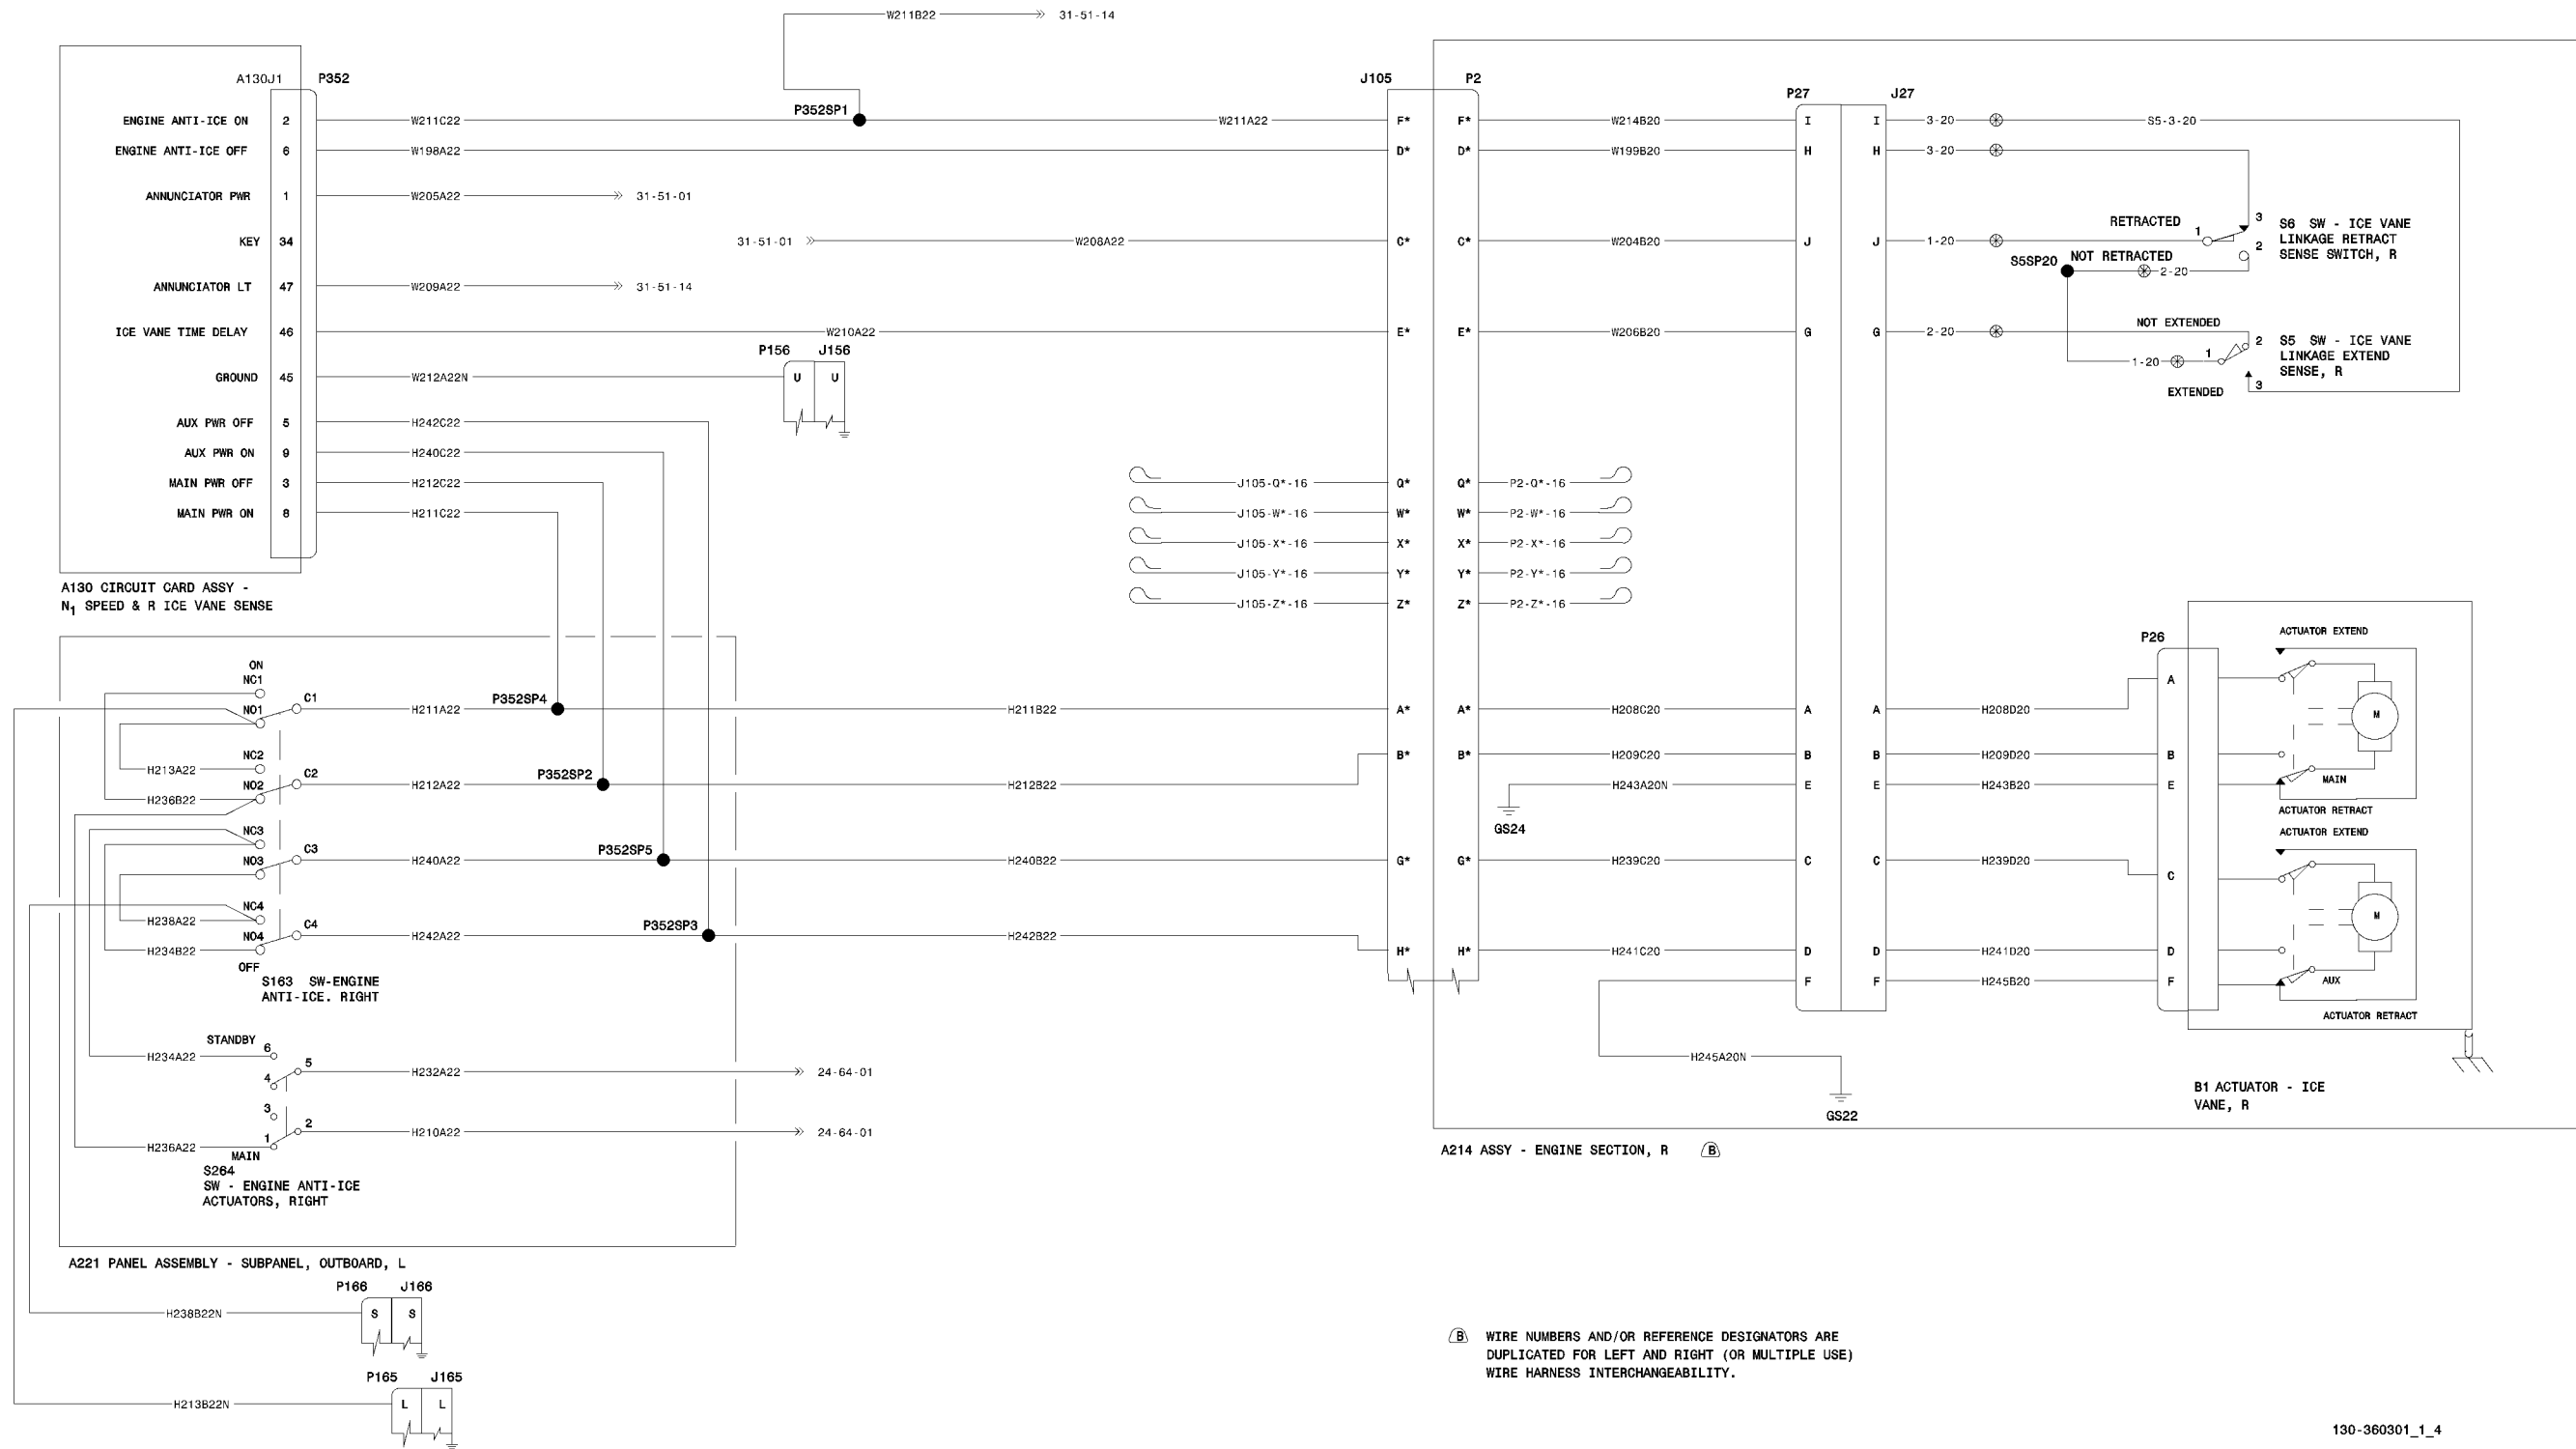 W211B22 31-51-14
A130J1 P352
J105 P2
P27 J27
P352SP1
ENGINE ANTI-ICE ON 2 W211C22 W211A22 F* F* W214B20 I I 3-20 S5-3-20
ENGINE ANTI-ICE OFF 6 W198A22 D* D* W199B20 H H 3-20
ANNUNCIATOR PWR 1 W205A22 31-51-01
KEY 34 31-51-01 W208A22 C* C* W204B20 J J 1-20
RETRACTED 1 3 2
S6 SW - ICE VANE
LINKAGE RETRACT
SENSE SWITCH, R
S5SP20 NOT RETRACTED
2-20
ANNUNCIATOR LT 47 W209A22 31-51-14
ICE VANE TIME DELAY 46 W210A22 E* E* W206B20 G G 2-20
NOT EXTENDED
1-20 1 2 3
S5 SW - ICE VANE
LINKAGE EXTEND
SENSE, R
EXTENDED
P156 J156
GROUND 45 W212A22N U U
AUX PWR OFF 5 H242C22
AUX PWR ON 9 H240C22
MAIN PWR OFF 3 H212C22
MAIN PWR ON 8 H211C22
J105-Q*-16 Q* Q* P2-Q*-16
J105-W*-16 W* W* P2-W*-16
J105-X*-16 X* X* P2-X*-16
J105-Y*-16 Y* Y* P2-Y*-16
J105-Z*-16 Z* Z* P2-Z*-16
A130 CIRCUIT CARD ASSY -
N1 SPEED & R ICE VANE SENSE
ON
NC1
NO1 C1 H211A22 P352SP4 H211B22 A* A* H208C20 A A H208D20 A
NC2
H213A22
NO2 C2 H212A22 P352SP2 H212B22 B* B* H209C20 B B H209D20 B
H236B22
H243A20N E E H243B20 E
GS24
NC3
NO3 C3 H240A22 P352SP5 H240B22 G* G* H239C20 C C H239D20 C
NC4
H238A22
NO4 C4 H242A22 P352SP3 H242B22 H* H* H241C20 D D H241D20 D
H234B22
OFF
F F H245B20 F
S163 SW-ENGINE
ANTI-ICE. RIGHT
P26
ACTUATOR EXTEND
M
MAIN
ACTUATOR RETRACT
ACTUATOR EXTEND
M
AUX
ACTUATOR RETRACT
STANDBY
H234A22 6
4 5 H232A22 24-64-01
3
1 2 H210A22 24-64-01
H236A22
MAIN
S264
SW - ENGINE ANTI-ICE
ACTUATORS, RIGHT
H245A20N
GS22
B1 ACTUATOR - ICE
VANE, R
A214 ASSY - ENGINE SECTION, R B
A221 PANEL ASSEMBLY - SUBPANEL, OUTBOARD, L
P166 J166
H238B22N S S
P165 J165
H213B22N L L
B WIRE NUMBERS AND/OR REFERENCE DESIGNATORS ARE
DUPLICATED FOR LEFT AND RIGHT (OR MULTIPLE USE)
WIRE HARNESS INTERCHANGEABILITY.
130-360301_1_4